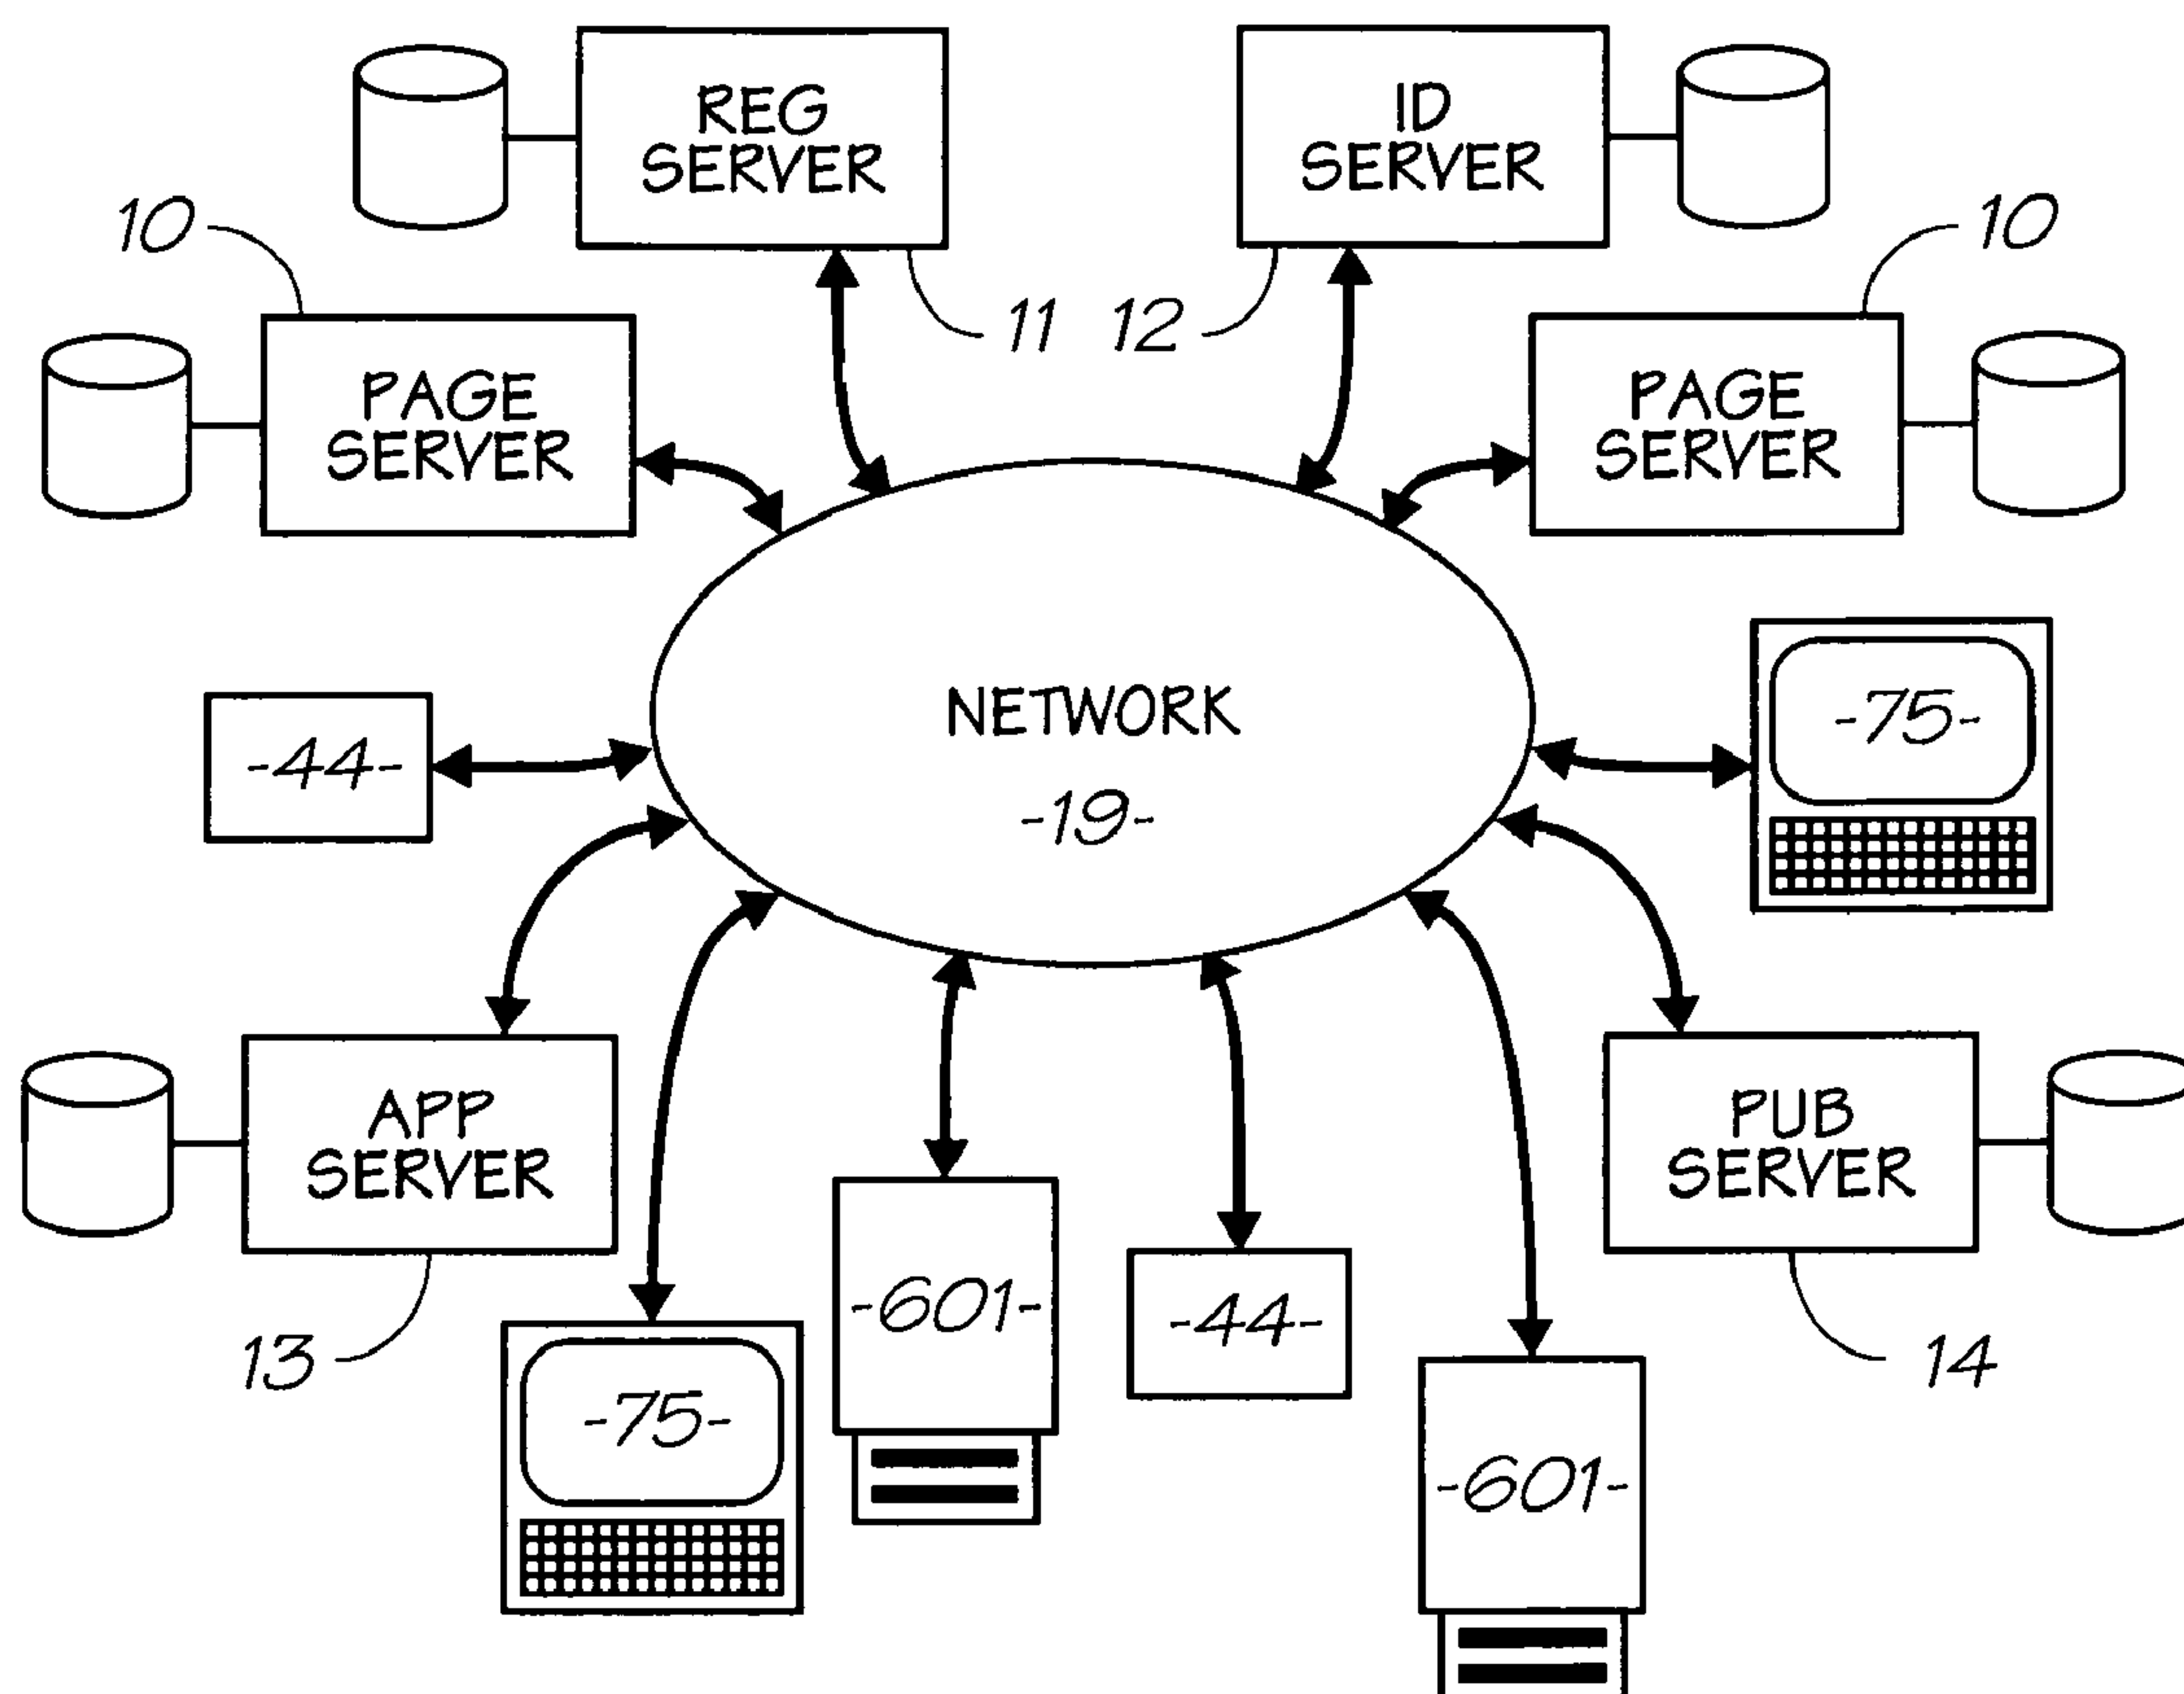 REG
SERVER
ID
SERVER
10
10
11
12
PAGE
SERVER
PAGE
SERVER
NETWORK
-19-
-75-
-44-
APP
SERVER
PUB
SERVER
-601-
-44-
13
14
-75-
-601-